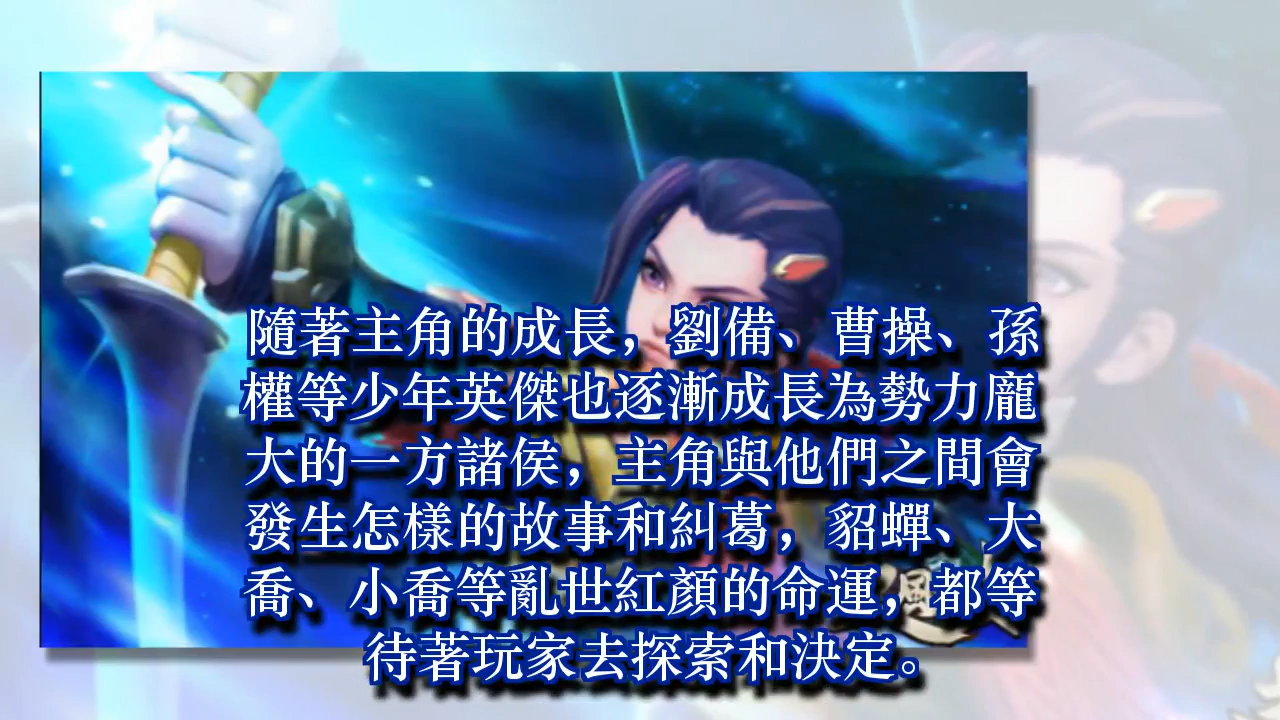 隨著主角的成長，劉備、曹操、孫
權等少年英傑也逐漸成長為勢力龐
大的一方諸侯，主角與他們之間會
發生怎樣的故事和糾葛，貂蟬、大
喬、小喬等亂世紅顏的命運，都等
待著玩家去探索和決定。